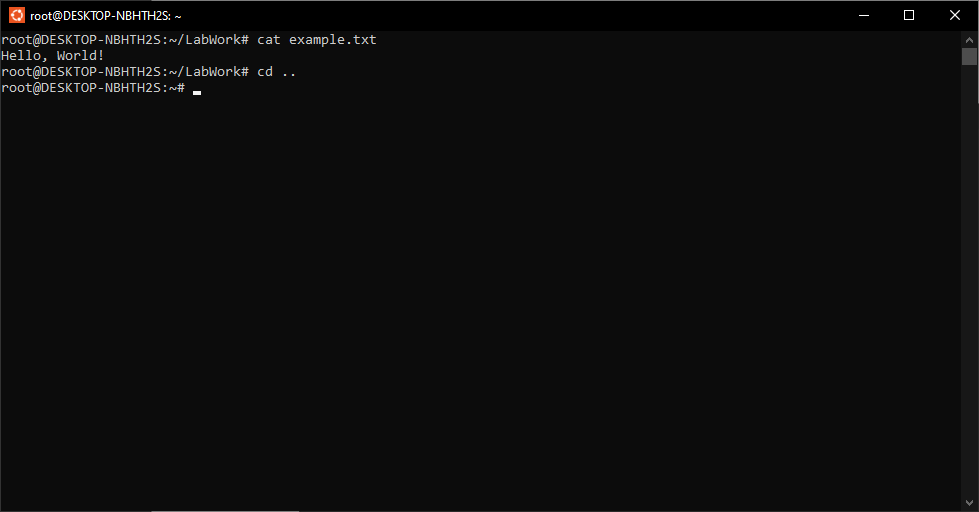 root@DESKTOP-NBHTH2S: ~
root@DESKTOP-NBHTH2S:~/LabWork# cat example.txt
Hello, World!
root@DESKTOP-NBHTH2S:~/LabWork# cd ..
root@DESKTOP-NBHTH2S:~#